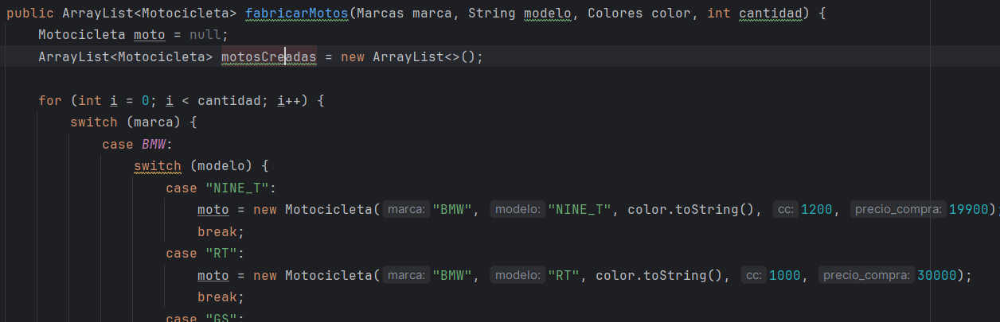 public ArrayList<Motocicleta> fabricarMotos(Marcas marca, String modelo, Colores color, int cantidad) {
Motocicleta moto = null;
ArrayList<Motocicleta> motosCreadas = new ArrayList<>();
for (int i = 0; i < cantidad; i++) {
switch (marca) {
case BMW:
switch (modelo) {
case "NINE_T":
moto = new Motocicleta( marca: "BMW", modelo: "NINE_T", color.toString(), cc: 1200, precio_compra: 19900);
break;
case "RT":
moto = new Motocicleta( marca: "BMW", modelo: "RT", color.toString(), cc: 1000, precio_compra: 30000);
break;
case "GS":